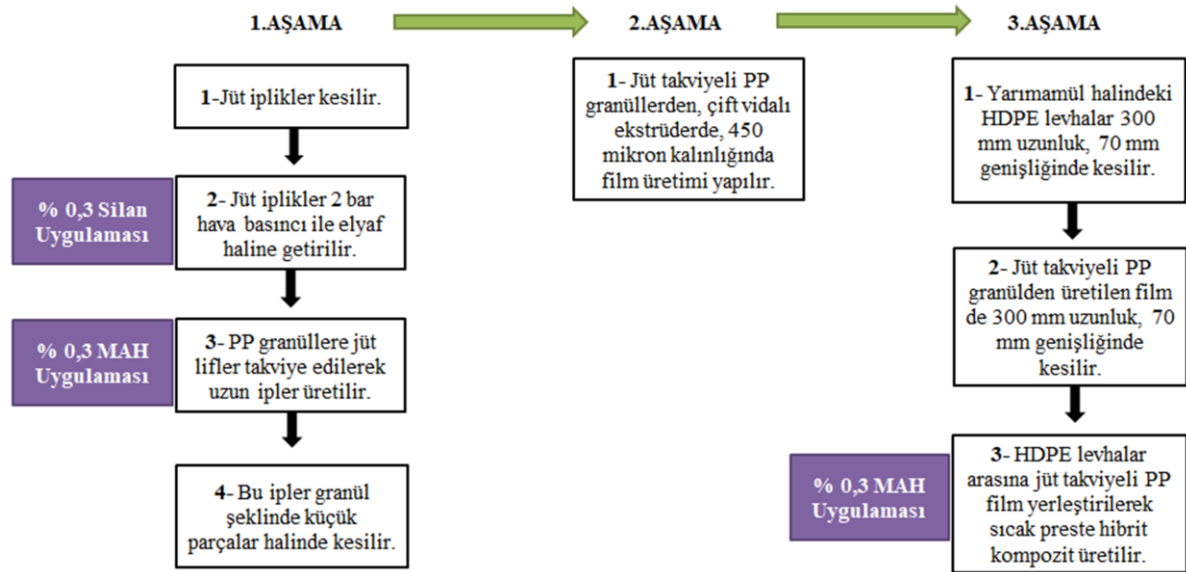 1.AŞAMA
1-Jüt iplikler kesilir.
% 0,3 Silan
Uygulaması
2- Jüt iplikler 2 bar
hava basıncı ile elyaf
haline getirilir.
% 0,3 MAH
Uygulaması
3- PP granüllere jüt
lifler takviye edilerek
uzun ipler üretilir.
4- Bu ipler granül
şeklinde küçük
parçalar halinde kesilir.
2.AŞAMA
1- Jüt takviyeli PP
granüllerden, çift vidalı
ekstrüderde, 450
mikron kalınlığında
film üretimi yapılır.
3.AŞAMA
1- Yarımamül halindeki
HDPE levhalar 300
mm uzunluk, 70 mm
genişliğinde kesilir.
2- Jüt takviyeli PP
granülden üretilen film
de 300 mm uzunluk, 70
mm genişliğinde
kesilir.
% 0,3 MAH
Uygulaması
3- HDPE levhalar
arasına jüt takviyeli PP
film yerleştirilerek
sıcak preste hibrit
kompozit üretilir.